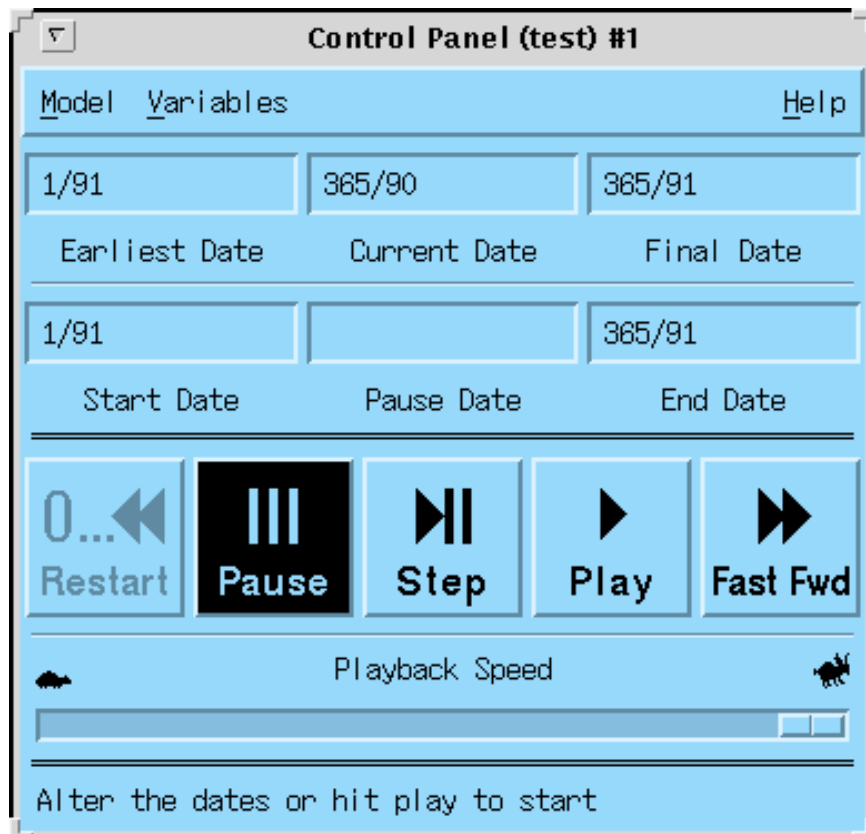 Control Panel (test) #1
Model Variables Help
1/91 365/90 365/91
Earliest Date Current Date Final Date
1/91 365/91
Start Date Pause Date End Date
0...
Restart Pause Step Play Fast Fwd
Playback Speed
Alter the dates or hit play to start